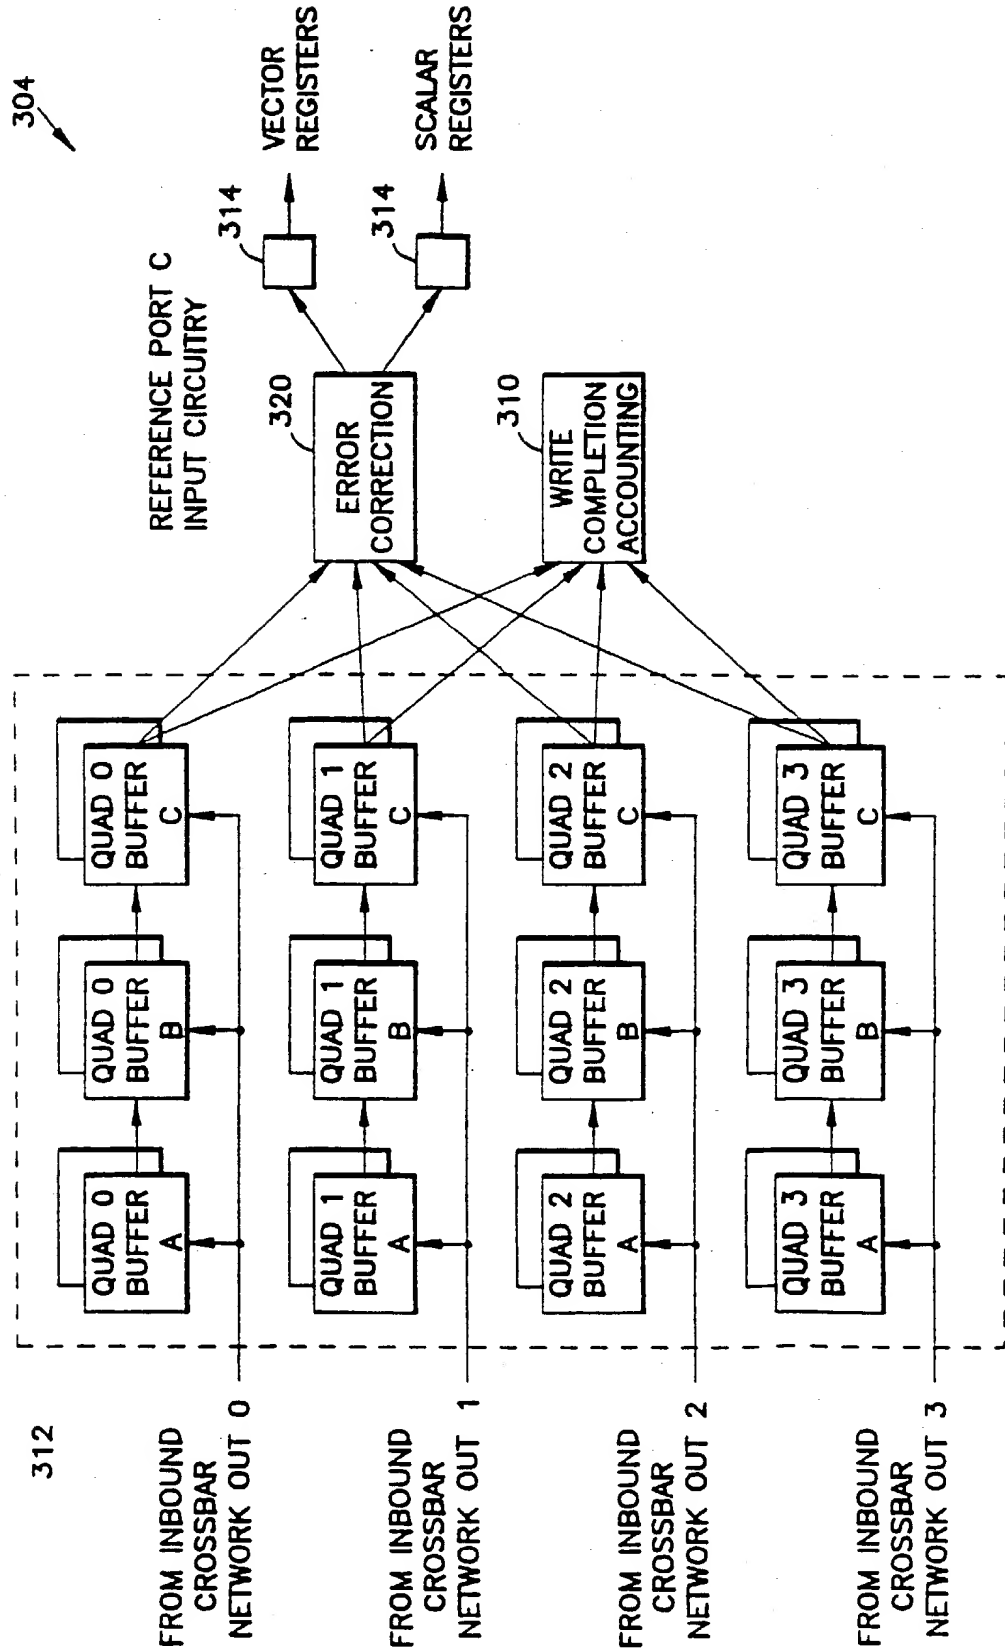 304
REFERENCE PORT C
INPUT CIRCUITRY
312
FROM INBOUND
CROSSBAR
NETWORK OUT 0
QUAD 0
BUFFER
A
QUAD 0
BUFFER
B
QUAD 0
BUFFER
C
FROM INBOUND
CROSSBAR
NETWORK OUT 1
QUAD 1
BUFFER
A
QUAD 1
BUFFER
B
QUAD 1
BUFFER
C
FROM INBOUND
CROSSBAR
NETWORK OUT 2
QUAD 2
BUFFER
A
QUAD 2
BUFFER
B
QUAD 2
BUFFER
C
FROM INBOUND
CROSSBAR
NETWORK OUT 3
QUAD 3
BUFFER
A
QUAD 3
BUFFER
B
QUAD 3
BUFFER
C
320
ERROR
CORRECTION
310
WRITE
COMPLETION
ACCOUNTING
314
VECTOR
REGISTERS
314
SCALAR
REGISTERS